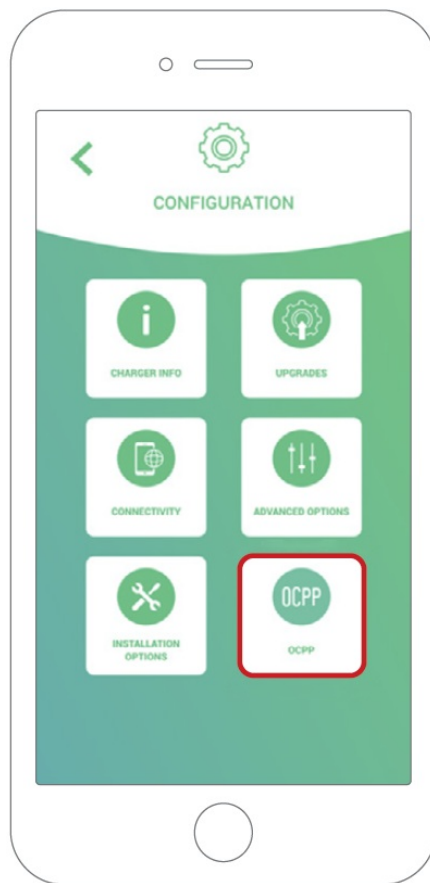 CONFIGURATION
i
CHARGER INFO
UPGRADES
CONNECTIVITY
ADVANCED OPTIONS
INSTALLATION
OPTIONS
OCPP
OCPP